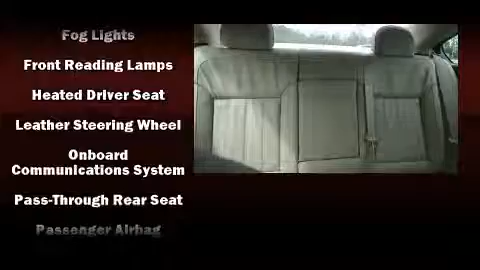 Fog Lights
Front Reading Lamps
Heated Driver Seat
Leather Steering Wheel
Onboard
Communications System
Pass-Through Rear Seat
Passenger Airbag